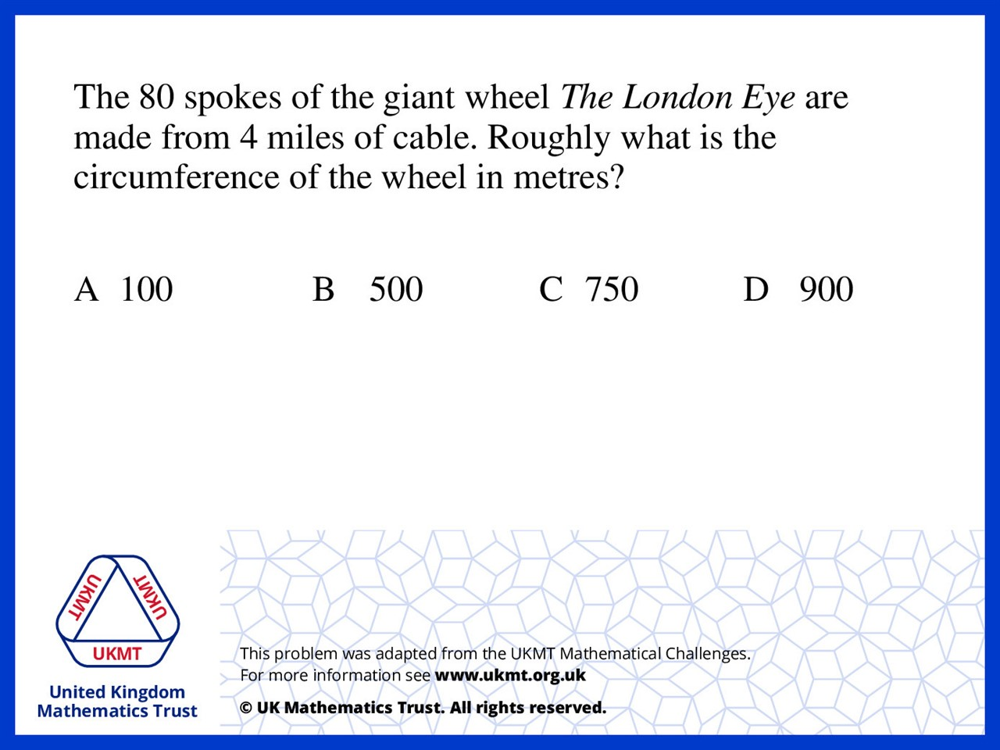 The 80 spokes of the giant wheel The London Eye are
made from 4 miles of cable. Roughly what is the
circumference of the wheel in metres?
A 100 B 500 C 750 D 900
UKMT UKMT
UKMT
United Kingdom
Mathematics Trust
This problem was adapted from the UKMT Mathematical Challenges.
For more information see www.ukmt.org.uk
© UK Mathematics Trust. All rights reserved.